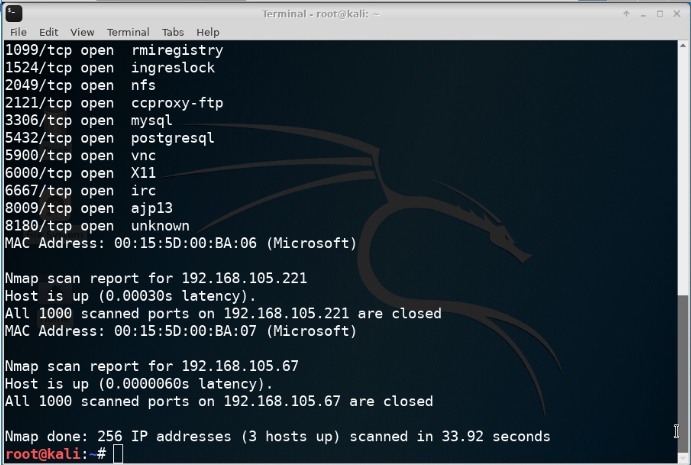 Terminal - root@kali: ~
File Edit View Terminal Tabs Help
1099/tcp open  rmiregistry
1524/tcp open  ingreslock
2049/tcp open  nfs
2121/tcp open  ccproxy-ftp
3306/tcp open  mysql
5432/tcp open  postgresql
5900/tcp open  vnc
6000/tcp open  X11
6667/tcp open  irc
8009/tcp open  ajp13
8180/tcp open  unknown
MAC Address: 00:15:5D:00:BA:06 (Microsoft)
Nmap scan report for 192.168.105.221
Host is up (0.00030s latency).
All 1000 scanned ports on 192.168.105.221 are closed
MAC Address: 00:15:5D:00:BA:07 (Microsoft)
Nmap scan report for 192.168.105.67
Host is up (0.0000060s latency).
All 1000 scanned ports on 192.168.105.67 are closed
Nmap done: 256 IP addresses (3 hosts up) scanned in 33.92 seconds
root@kali:~#